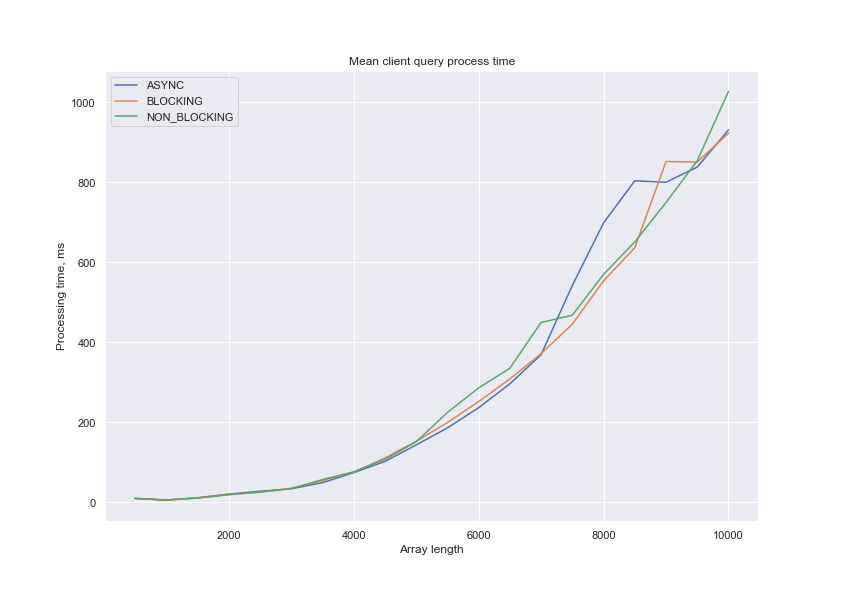 Mean client query process time
ASYNC
BLOCKING
NON_BLOCKING
1000
800
600
400
200
0
Processing time, ms
2000 4000 6000 8000 10000
Array length